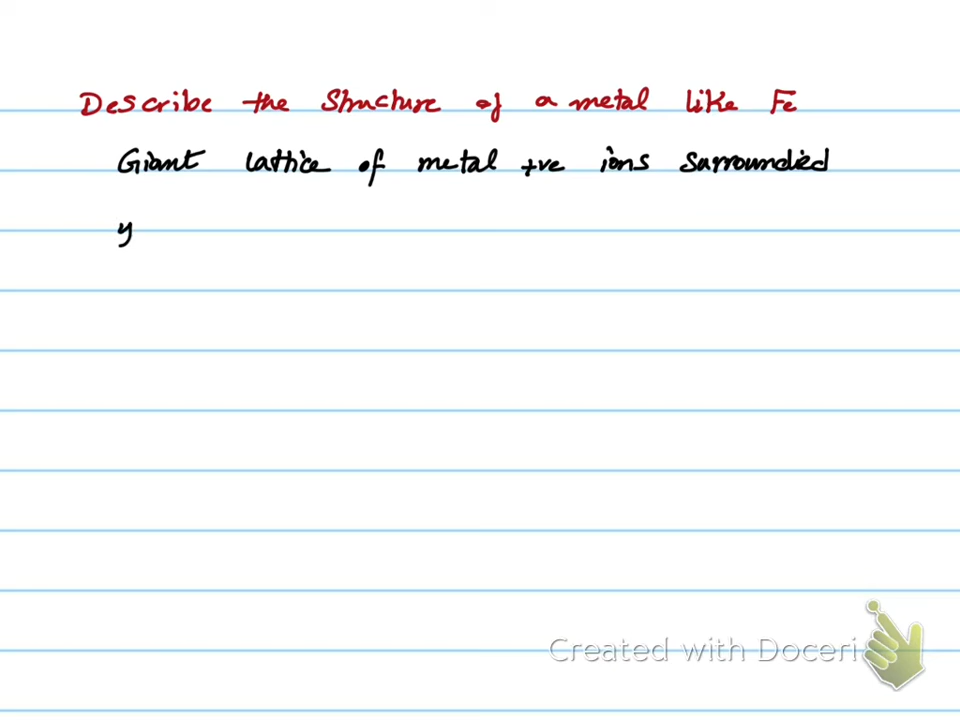 Describe the Structure of a metal like Fe
Giant lattice of metal +ve ions surrounded
y
Created with Doceri